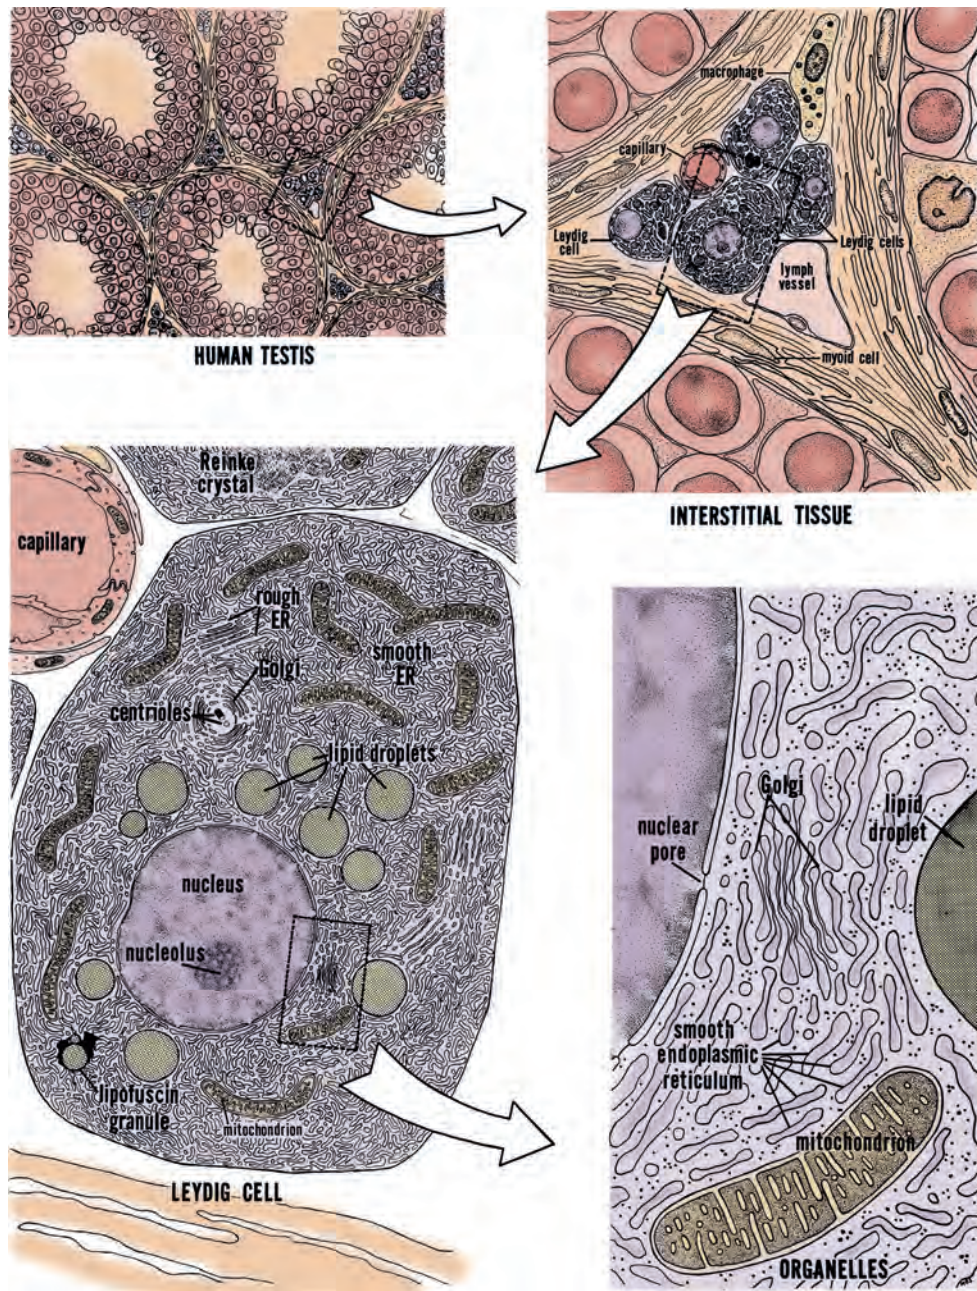 HUMAN TESTIS
macrophage
capillary
Leydig
cell
Leydig cells
lymph
vessel
myoid cell
INTERSTITIAL TISSUE
Reinke
crystal
capillary
rough
ER
Golgi
smooth
ER
centrioles
lipid droplets
nucleus
nucleolus
lipofuscin
granule
mitochondrion
LEYDIG CELL
Golgi
lipid
droplet
nuclear
pore
smooth
endoplasmic
reticulum
mitochondrion
ORGANELLES